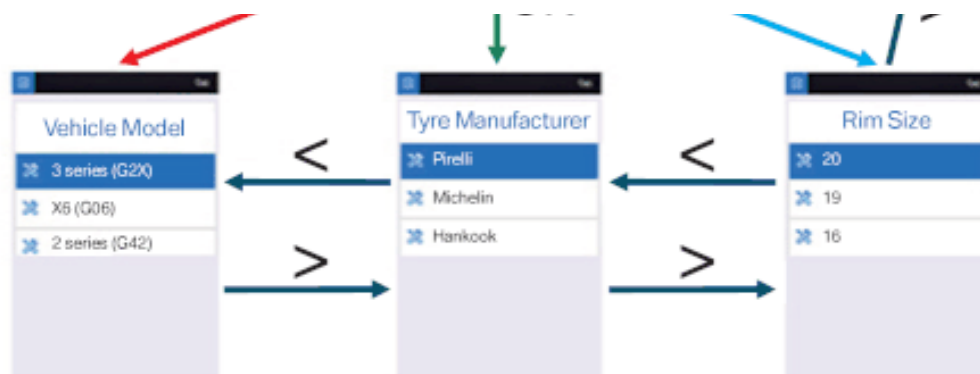 Vehicle Model
3 series (G2X)
X6 (G06)
2 series (G42)
<
>
Tyre Manufacturer
Pirelli
Michelin
Hankook
<
>
Rim Size
20
19
16